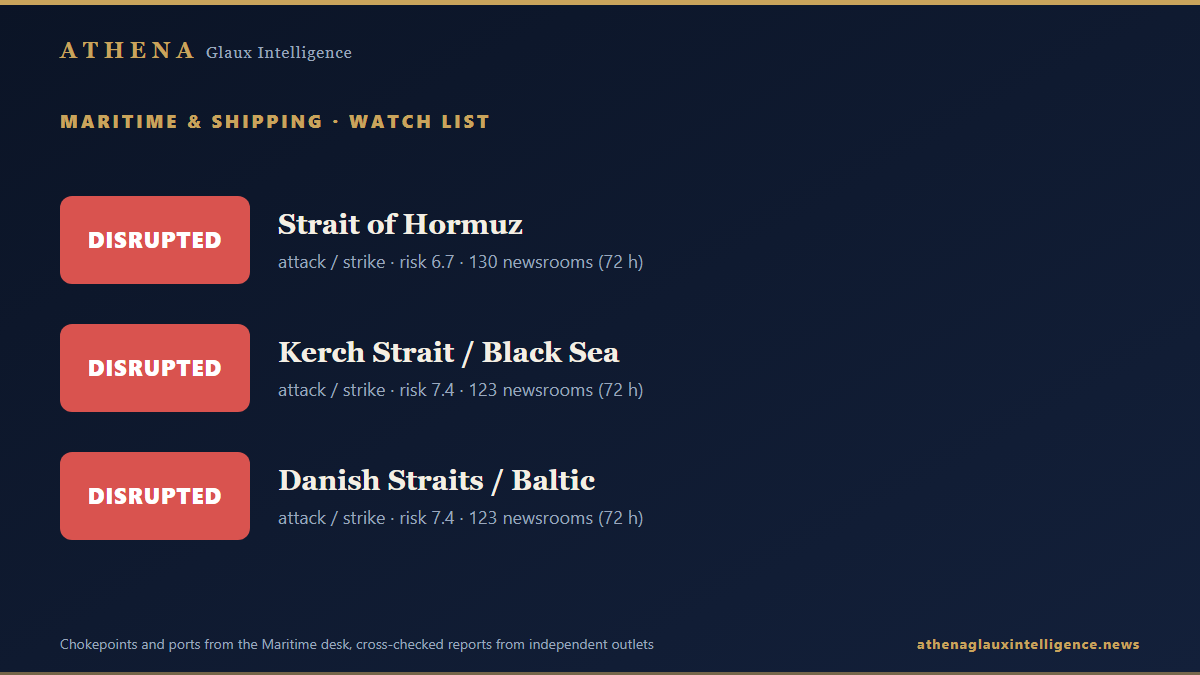 ATHENA Glaux Intelligence
MARITIME & SHIPPING · WATCH LIST
DISRUPTED
Strait of Hormuz
attack / strike · risk 6.7 · 130 newsrooms (72 h)
DISRUPTED
Kerch Strait / Black Sea
attack / strike · risk 7.4 · 123 newsrooms (72 h)
DISRUPTED
Danish Straits / Baltic
attack / strike · risk 7.4 · 123 newsrooms (72 h)
Chokepoints and ports from the Maritime desk, cross-checked reports from independent outlets
athenaglauxintelligence.news